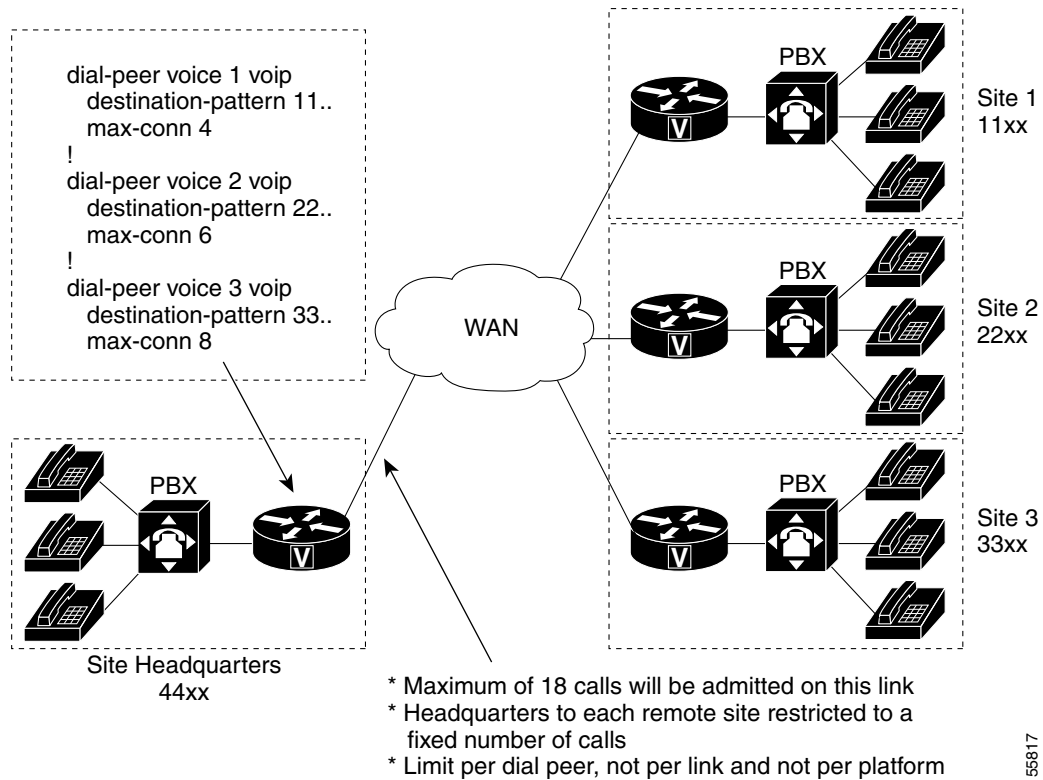 dial-peer voice 1 voip
destination-pattern 11..
max-conn 4
!
dial-peer voice 2 voip
destination-pattern 22..
max-conn 6
!
dial-peer voice 3 voip
destination-pattern 33..
max-conn 8
PBX
V
Site 1
11xx
WAN
PBX
V
Site 2
22xx
PBX
V
Site Headquarters
44xx
PBX
V
Site 3
33xx
* Maximum of 18 calls will be admitted on this link
* Headquarters to each remote site restricted to a
fixed number of calls
* Limit per dial peer, not per link and not per platform
55817